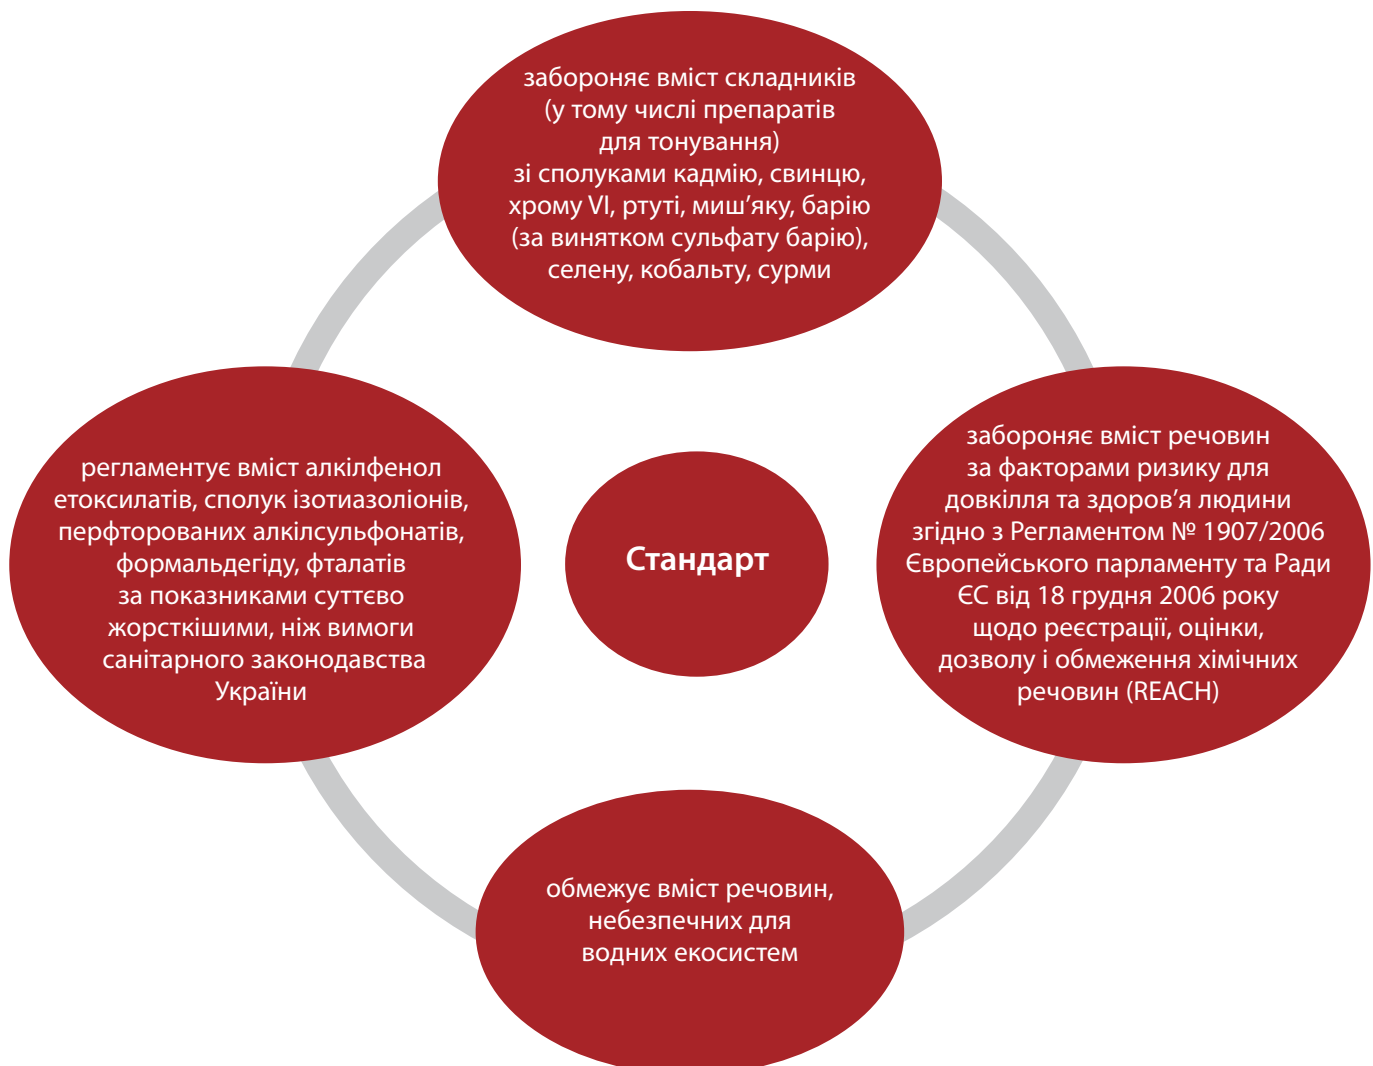 забороняє вміст складників
(у тому числі препаратів
для тонування)
зі сполуками кадмію, свинцю,
хрому VI, ртуті, миш’яку, барію
(за винятком сульфату барію),
селену, кобальту, сурми
регламентує вміст алкілфенол
етоксилатів, сполук ізотиазоліонів,
перфторованих алкілсульфонатів,
формальдегіду, фталатів
за показниками суттєво
жорсткішими, ніж вимоги
санітарного законодавства
України
Стандарт
забороняє вміст речовин
за факторами ризику для
довкілля та здоров’я людини
згідно з Регламентом № 1907/2006
Європейського парламенту та Ради
ЄС від 18 грудня 2006 року
щодо реєстрації, оцінки,
дозволу і обмеження хімічних
речовин (REACH)
обмежує вміст речовин,
небезпечних для
водних екосистем